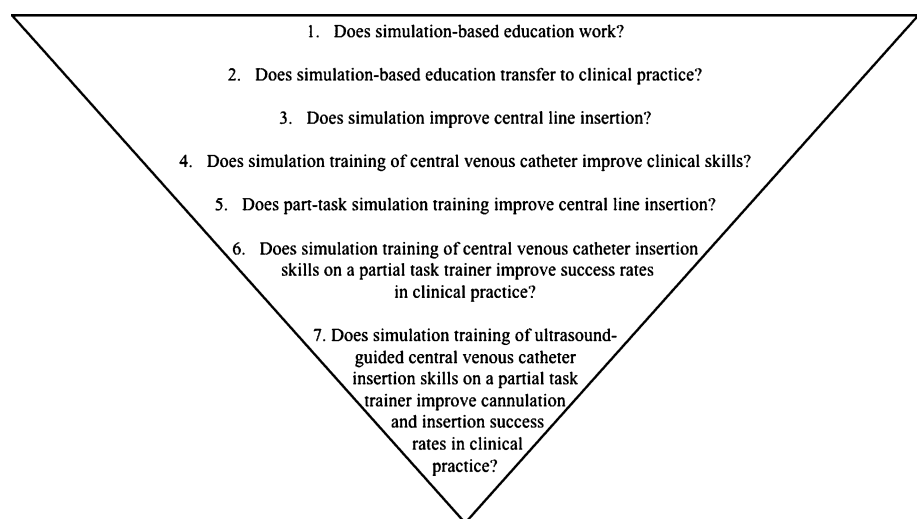 1. Does simulation-based education work?
2. Does simulation-based education transfer to clinical practice?
3. Does simulation improve central line insertion?
4. Does simulation training of central venous catheter improve clinical skills?
5. Does part-task simulation training improve central line insertion?
6. Does simulation training of central venous catheter insertion
skills on a partial task trainer improve success rates
in clinical practice?
7. Does simulation training of ultrasound-
guided central venous catheter
insertion skills on a partial task
trainer improve cannulation
and insertion success
rates in clinical
practice?